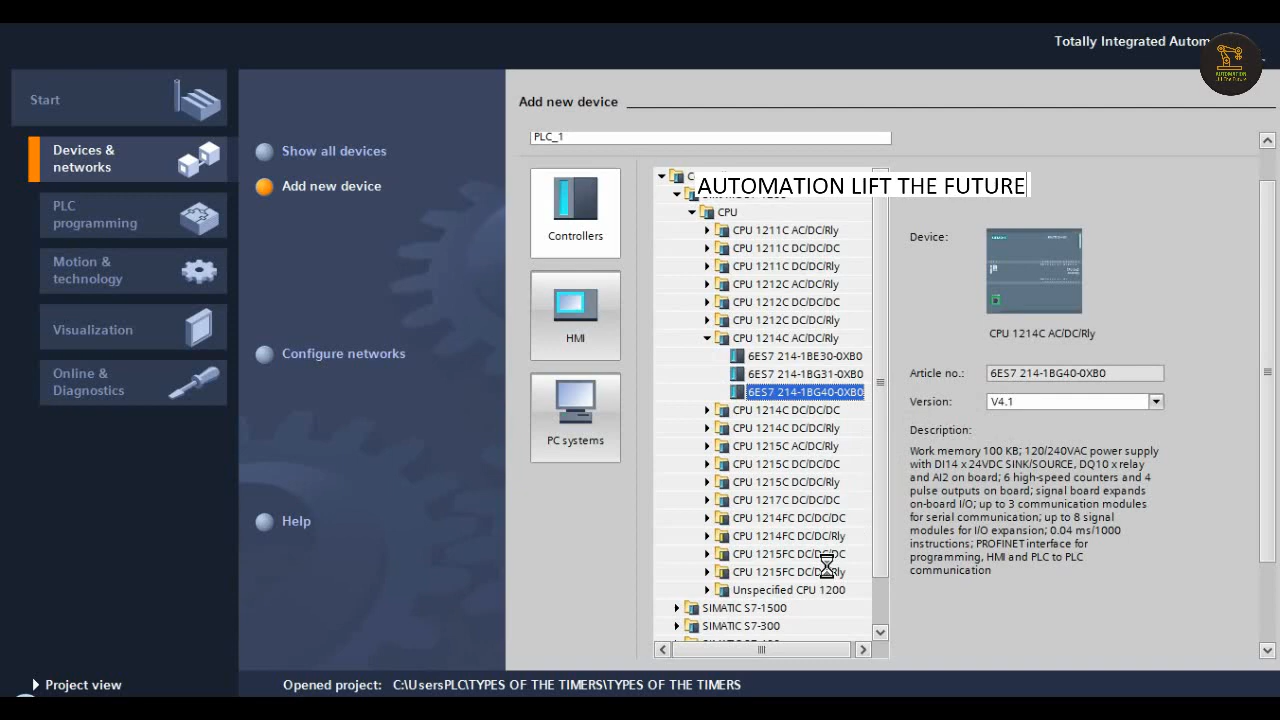 Totally Integrated Autom
AUTOMATION
Start
Devices &
networks
PLC
programming
Motion &
technology
Visualization
Online &
Diagnostics
Project view
Show all devices
Add new device
Configure networks
Help
Add new device
PLC_1
Controllers
HMI
PC systems
AUTOMATION LIFT THE FUTURE
CPU
CPU 1211C AC/DC/Rly
CPU 1211C DC/DC/DC
CPU 1211C DC/DC/Rly
CPU 1212C AC/DC/Rly
CPU 1212C DC/DC/DC
CPU 1212C DC/DC/Rly
CPU 1214C AC/DC/Rly
6ES7 214-1BE30-0XB0
6ES7 214-1BG31-0XB0
6ES7 214-1BG40-0XB0
CPU 1214C DC/DC/DC
CPU 1214C DC/DC/Rly
CPU 1215C AC/DC/Rly
CPU 1215C DC/DC/DC
CPU 1215C DC/DC/Rly
CPU 1217C DC/DC/DC
CPU 1214FC DC/DC/DC
CPU 1214FC DC/DC/Rly
CPU 1215FC DC/DC/DC
CPU 1215FC DC/DC/Rly
Unspecified CPU 1200
SIMATIC S7-1500
SIMATIC S7-300
Device:
CPU 1214C AC/DC/Rly
Article no.: 6ES7 214-1BG40-0XB0
Version: V4.1
Description:
Work memory 100 KB; 120/240VAC power supply
with DI14 x 24VDC SINK/SOURCE, DQ10 x relay
and AI2 on board; 6 high-speed counters and 4
pulse outputs on board; signal board expands
on-board I/O; up to 3 communication modules
for serial communication; up to 8 signal
modules for I/O expansion; 0.04 ms/1000
instructions; PROFINET interface for
programming, HMI and PLC to PLC
communication
Opened project: C:\UsersPLC\TYPES OF THE TIMERS\TYPES OF THE TIMERS